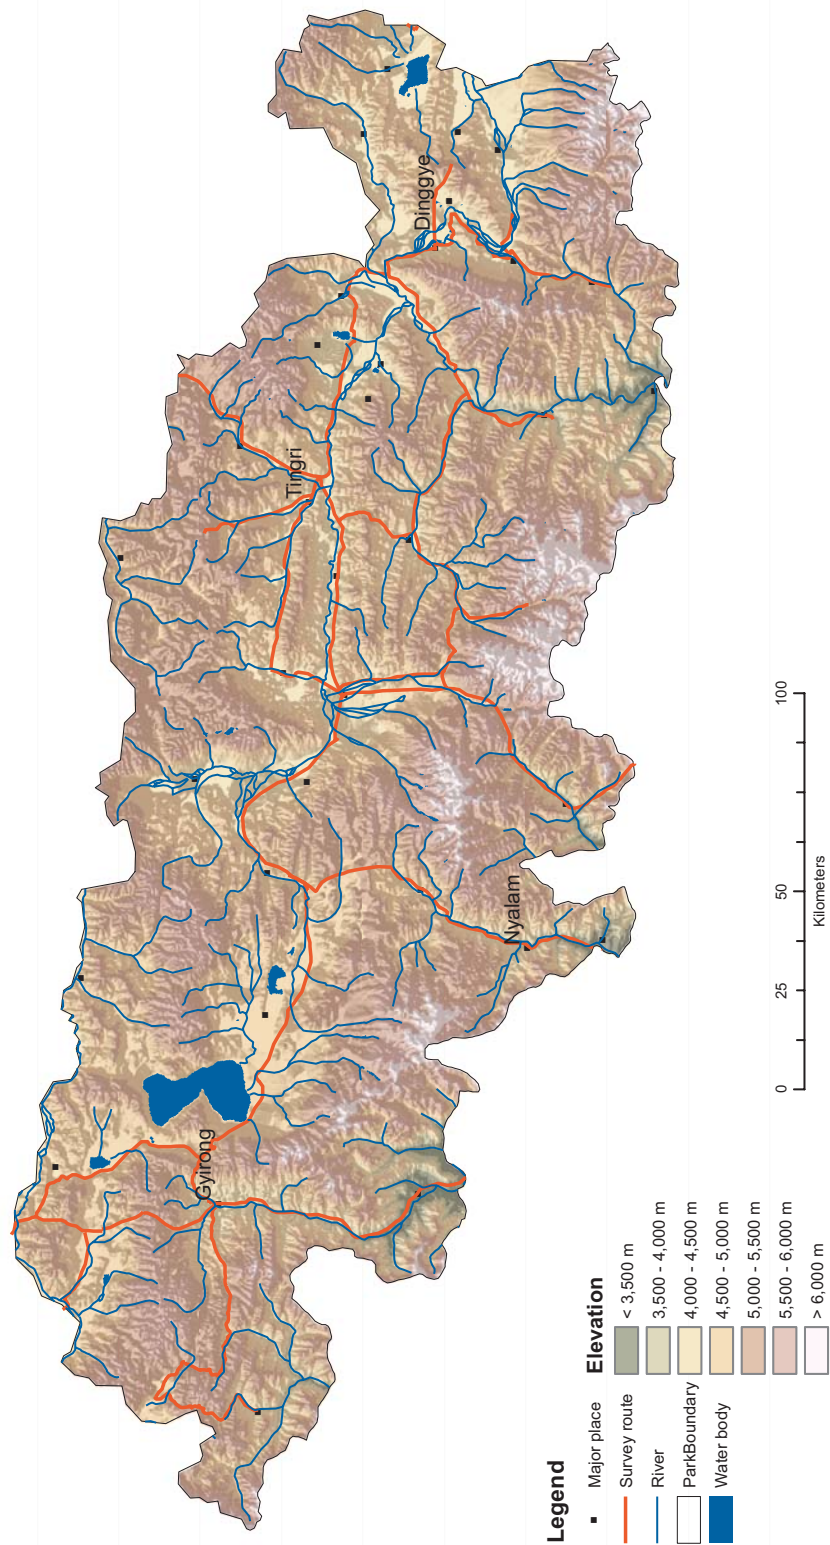 Gyirong
Nyalam
Tingri
Dinggye
Legend
Major place
Survey route
River
ParkBoundary
Water body
Elevation
< 3,500 m
3,500 - 4,000 m
4,000 - 4,500 m
4,500 - 5,000 m
5,000 - 5,500 m
5,500 - 6,000 m
> 6,000 m
0 25 50 100
Kilometers